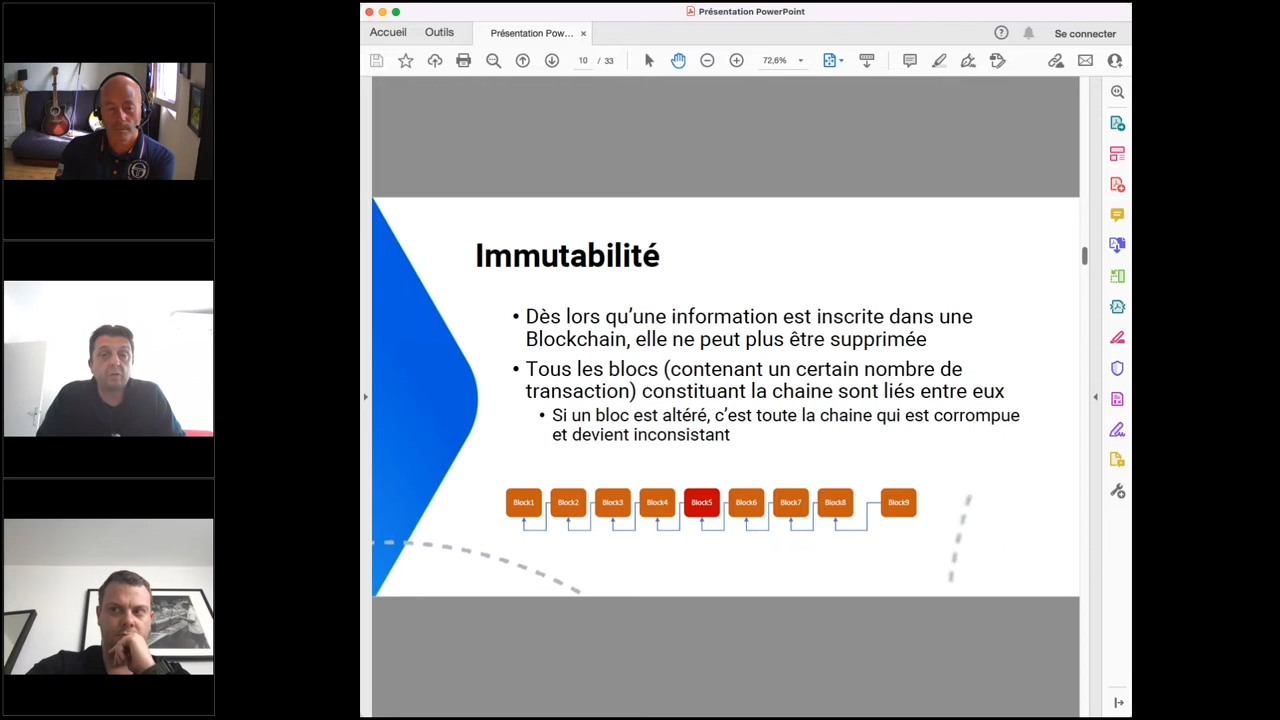 Présentation PowerPoint
Accueil
Outils
Présentation Pow...
×
Se connecter
10 / 33
72,6%
Immutabilité
• Dès lors qu’une information est inscrite dans une
Blockchain, elle ne peut plus être supprimée
• Tous les blocs (contenant un certain nombre de
transaction) constituant la chaine sont liés entre eux
• Si un bloc est altéré, c’est toute la chaine qui est corrompue
et devient inconsistant
Block1
Block2
Block3
Block4
Block5
Block6
Block7
Block8
Block9